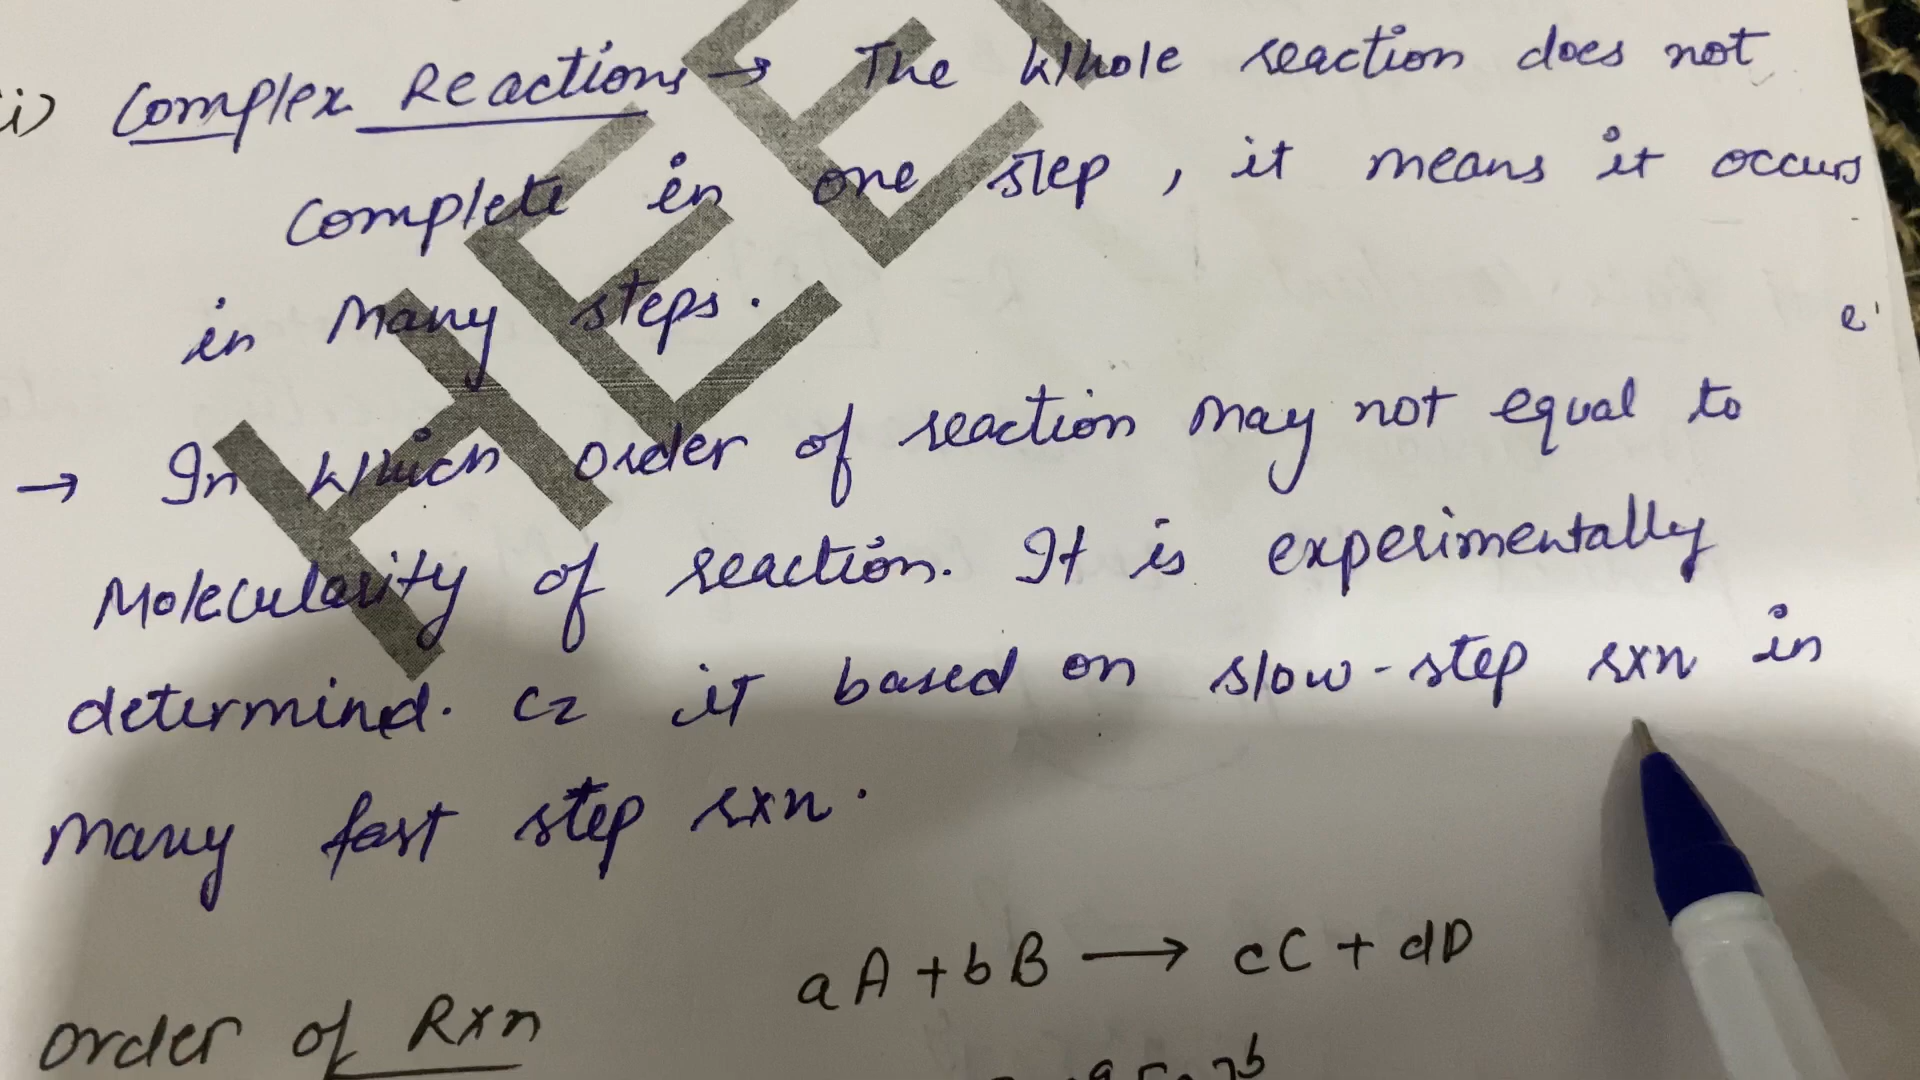 i) Complex Reactions → The Whole reaction does not
Complete in one step, it means it occurs
in Many steps.
→ In Which order of reaction May not equal to
Molecularity of reaction. It is experimentally
determind. cz it based on slow-step rxn in
Many fast step rxn.
aA + bB → cC + dD
Order of Rxn